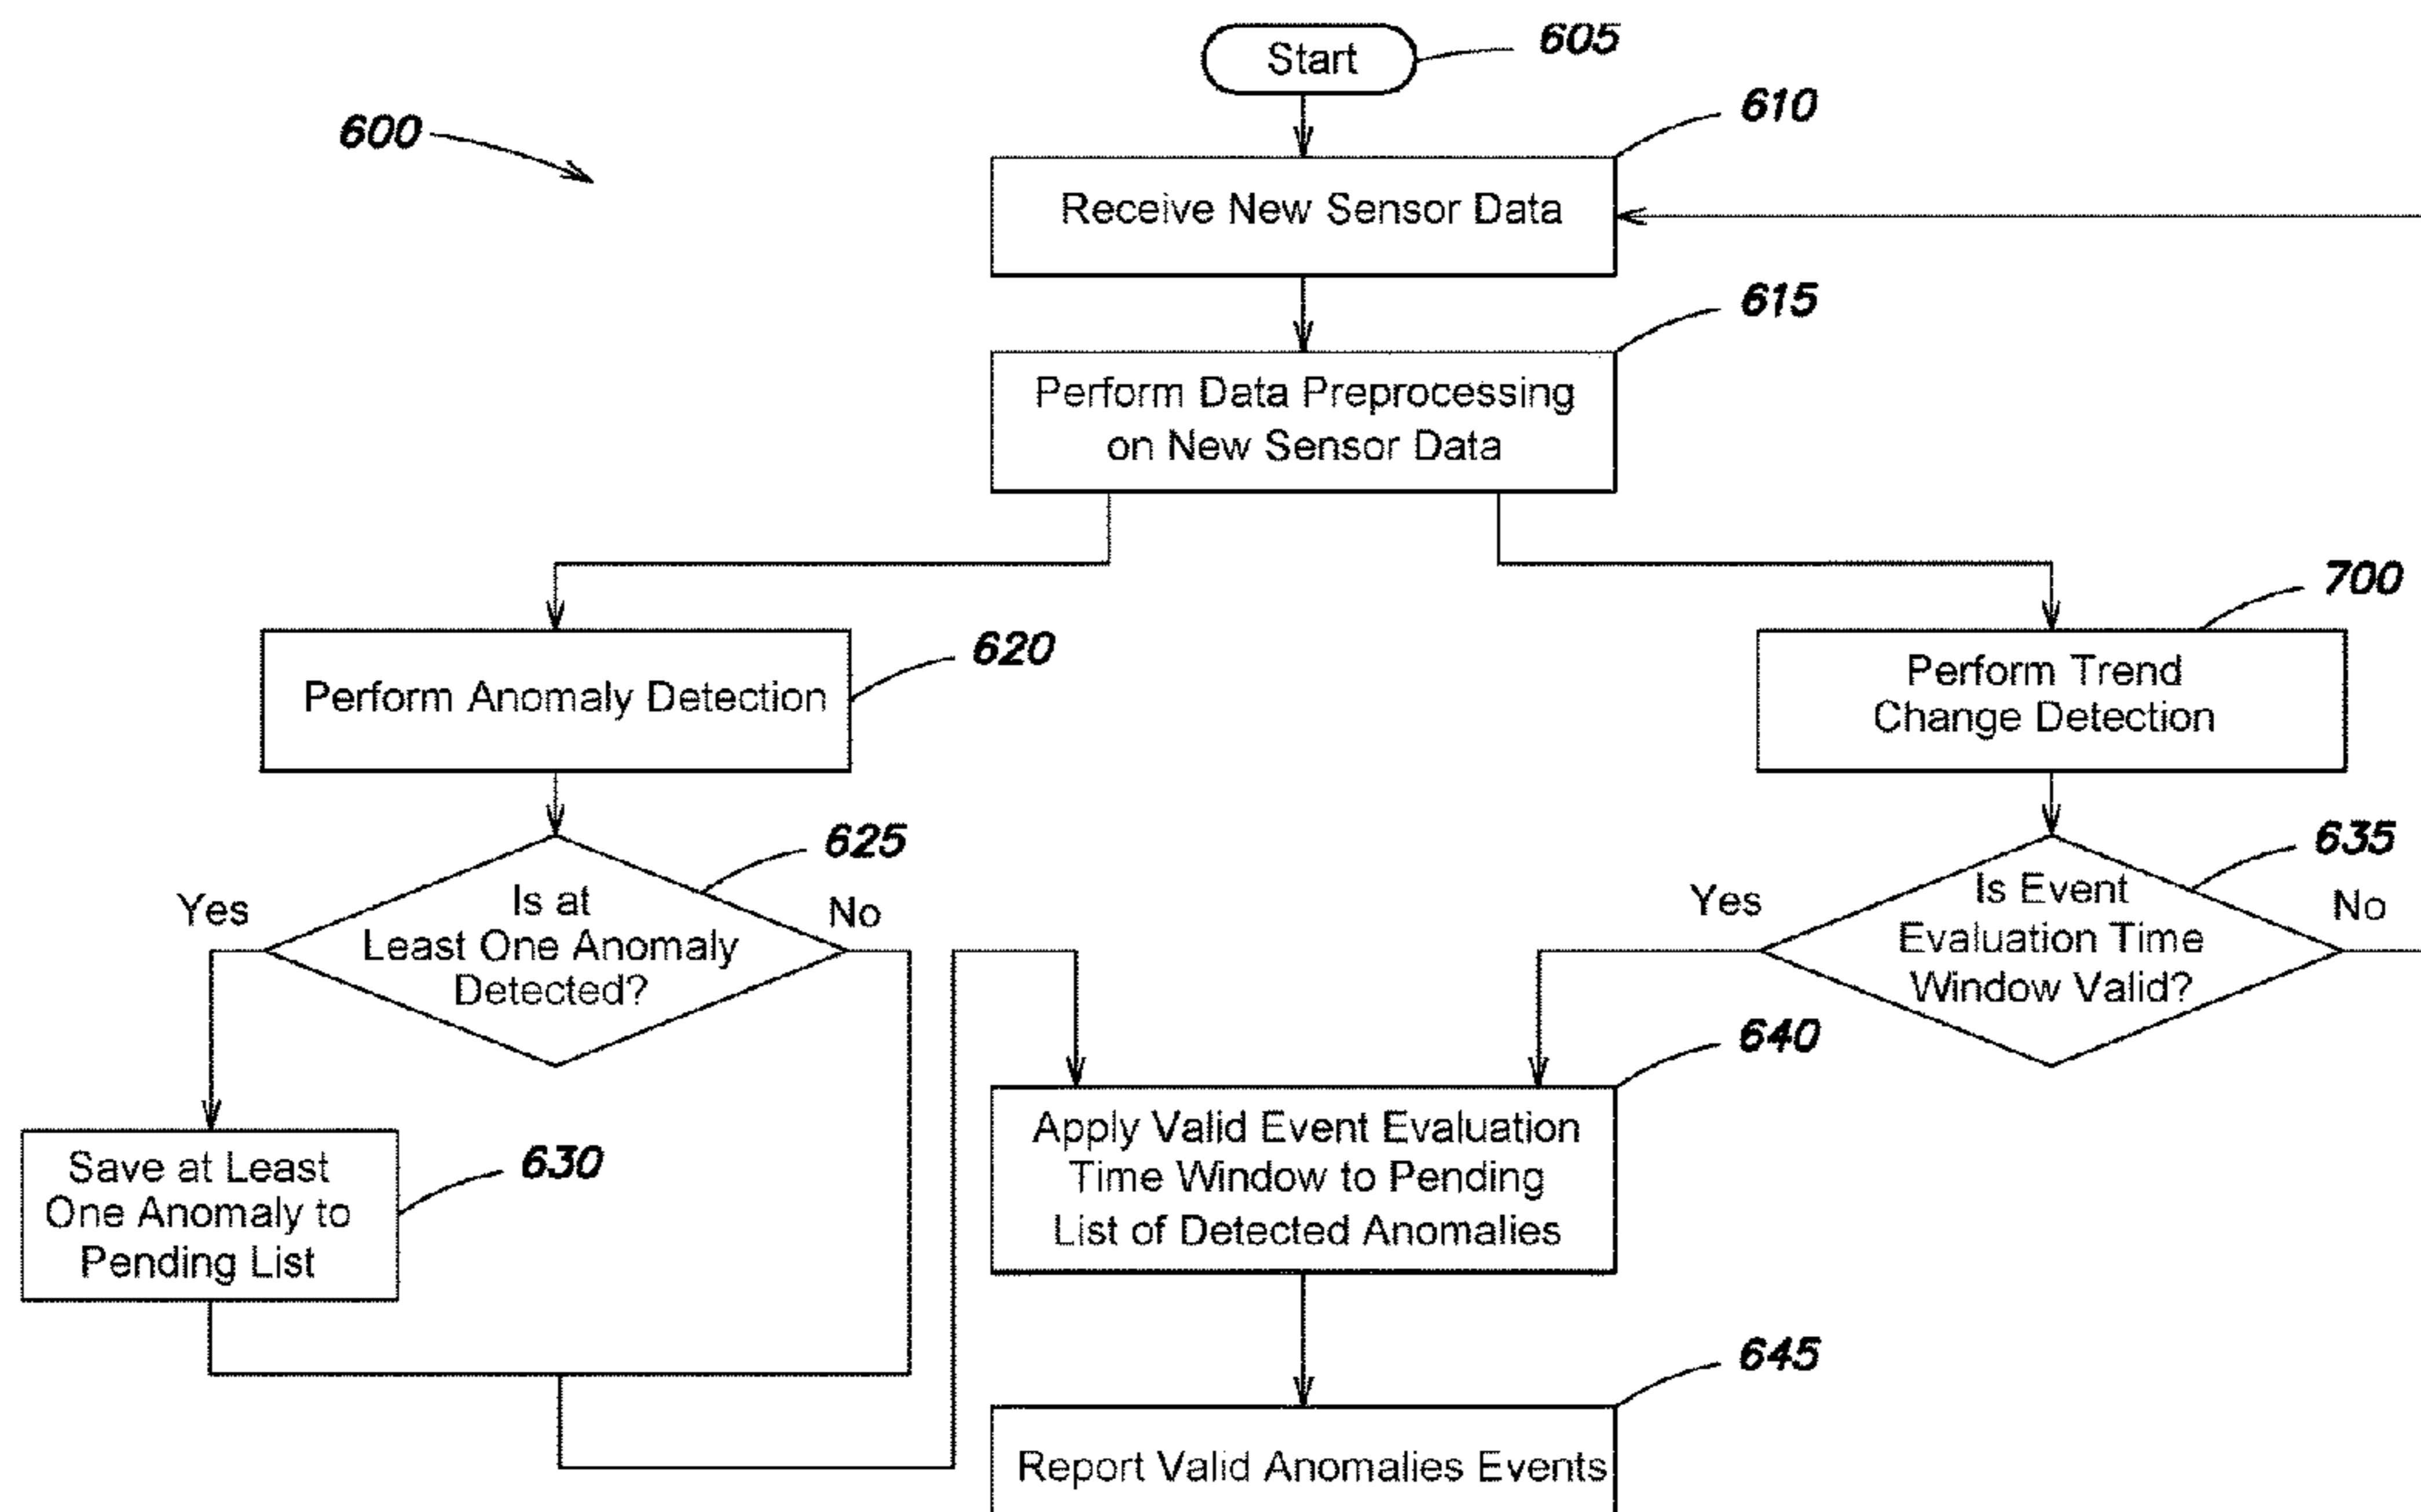 Start
605
600
610
Receive New Sensor Data
615
Perform Data Preprocessing
on New Sensor Data
700
620
Perform Anomaly Detection
Perform Trend
Change Detection
625
635
Yes
Is at
Least One Anomaly
Detected?
No
Yes
Is Event
Evaluation Time
Window Valid?
No
640
630
Save at Least
One Anomaly to
Pending List
Apply Valid Event Evaluation
Time Window to Pending
List of Detected Anomalies
645
Report Valid Anomalies Events